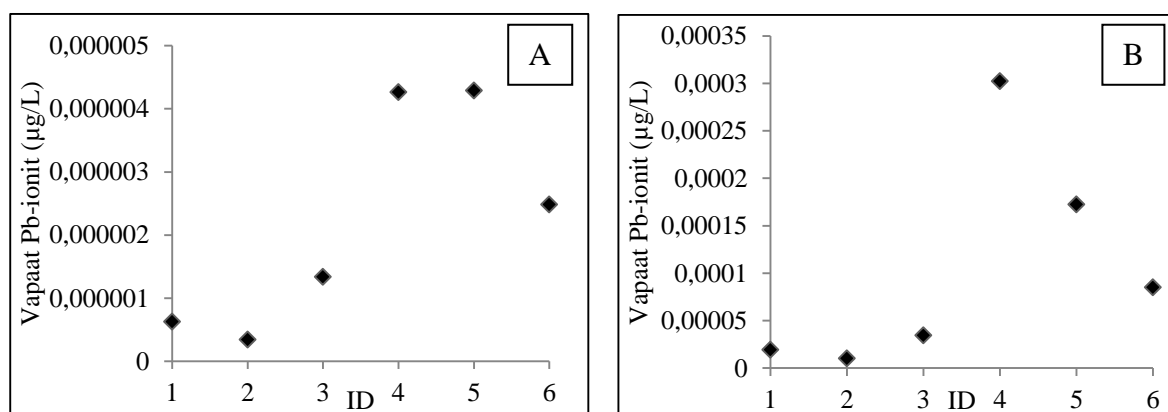 A
Vapaat Pb-ionit (µg/L)
0,000005
0,000004
0,000003
0,000002
0,000001
0
1 2 3 4 5 6
ID
B
Vapaat Pb-ionit (µg/L)
0,00035
0,0003
0,00025
0,0002
0,00015
0,0001
0,00005
0
1 2 3 4 5 6
ID